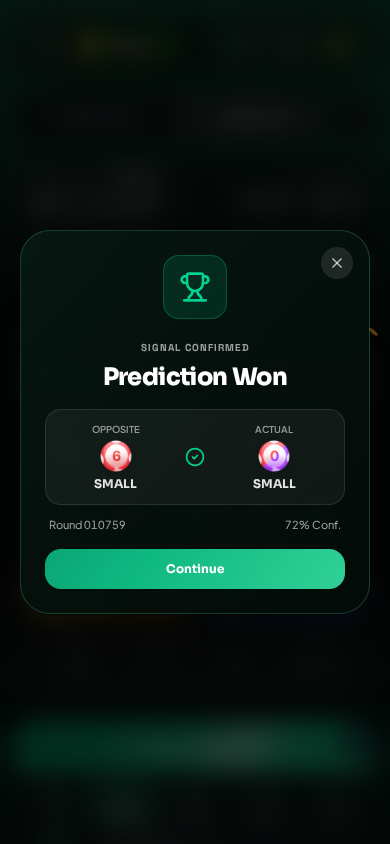 SIGNAL CONFIRMED
Prediction Won
OPPOSITE ACTUAL
6 0
SMALL SMALL
Round 010759 72% Conf.
Continue